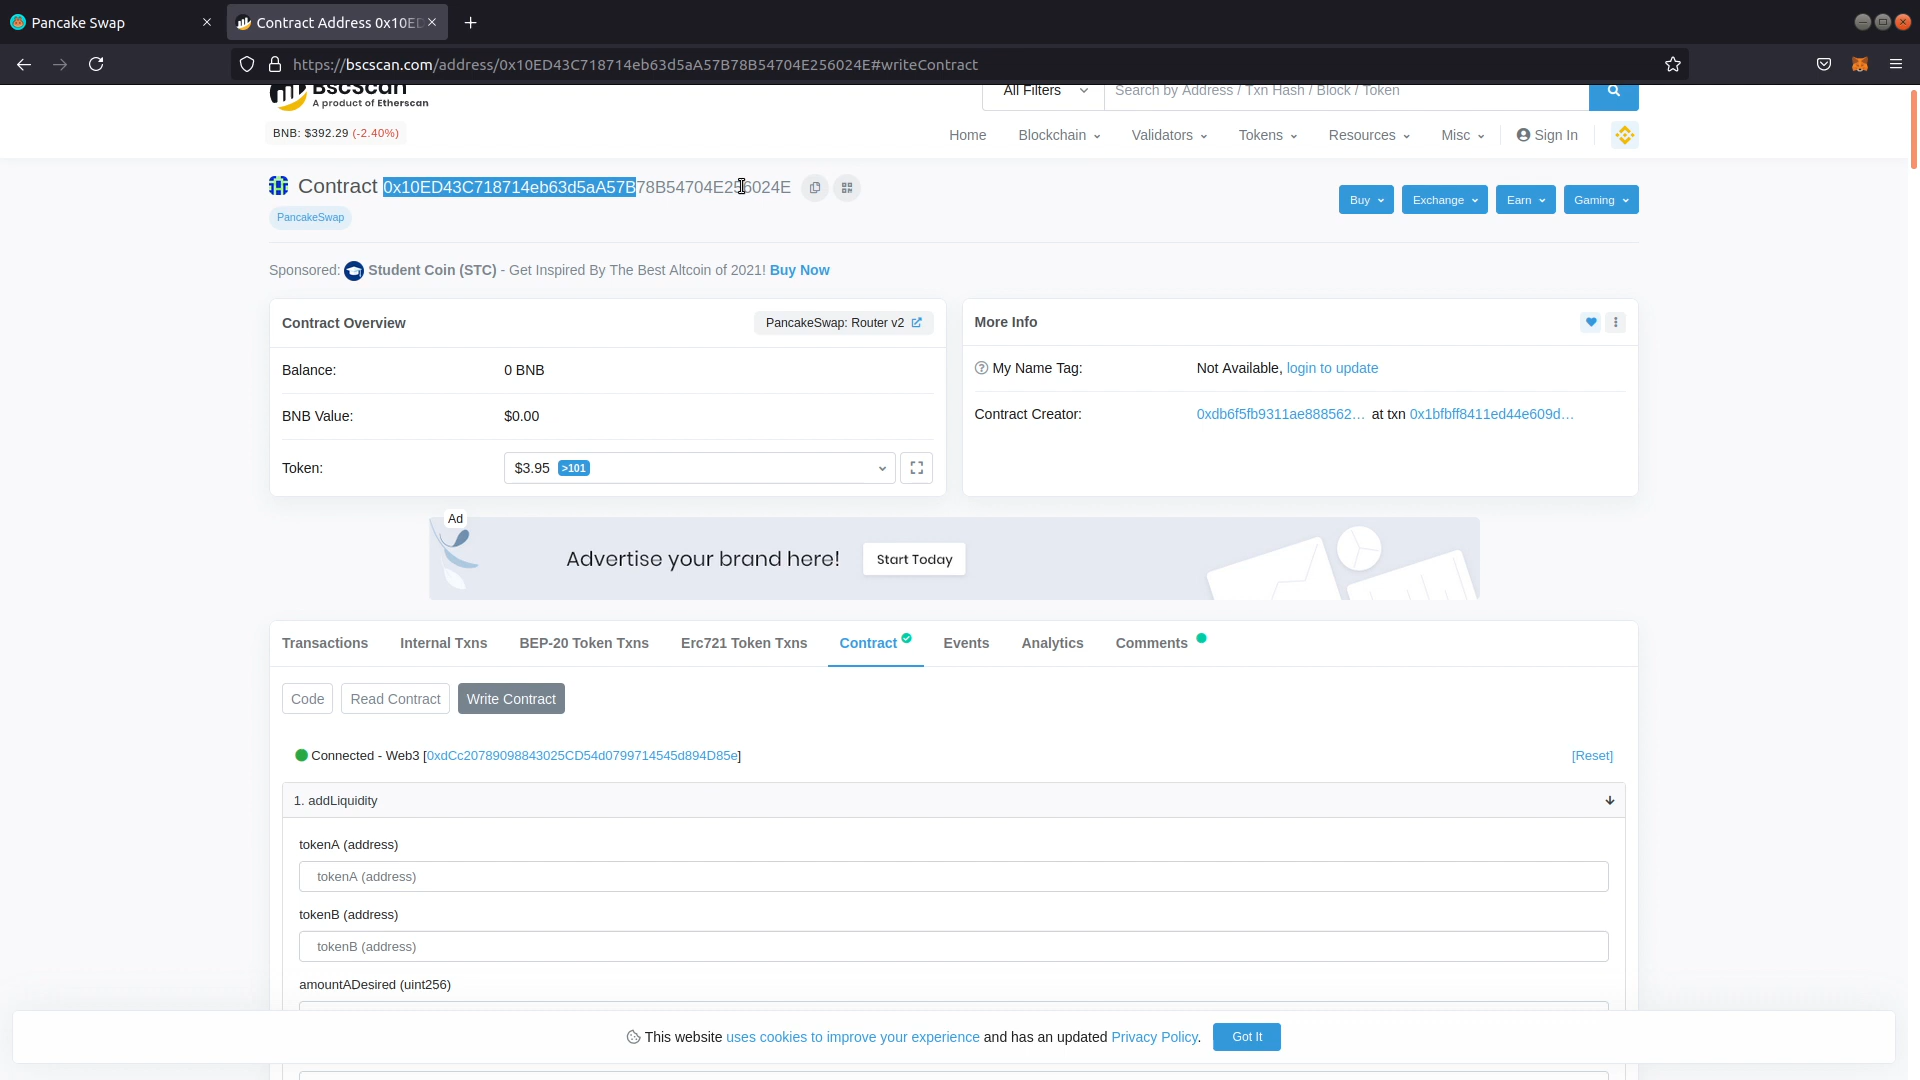 Pancake Swap
Contract Address 0x10ED
https://bscscan.com/address/0x10ED43C718714eb63d5aA57B78B54704E256024E#writeContract
BscScan
A product of Etherscan
All Filters
Search by Address / Txn Hash / Block / Token
BNB: $392.29 (-2.40%)
Home Blockchain Validators Tokens Resources Misc Sign In
Contract 0x10ED43C718714eb63d5aA57B78B54704E256024E
Buy Exchange Earn Gaming
PancakeSwap
Sponsored: Student Coin (STC) - Get Inspired By The Best Altcoin of 2021! Buy Now
Contract Overview
PancakeSwap: Router v2
Balance: 0 BNB
BNB Value: $0.00
Token: $3.95 >101
More Info
My Name Tag: Not Available, login to update
Contract Creator: 0xdb6f5fb9311ae888562... at txn 0x1bfbff8411ed44e609d...
Ad
Advertise your brand here! Start Today
Transactions Internal Txns BEP-20 Token Txns Erc721 Token Txns Contract Events Analytics Comments
Code Read Contract Write Contract
Connected - Web3 [0xdCc20789098843025CD54d0799714545d894D85e]
[Reset]
1. addLiquidity
tokenA (address)
tokenA (address)
tokenB (address)
tokenB (address)
amountADesired (uint256)
This website uses cookies to improve your experience and has an updated Privacy Policy.
Got It